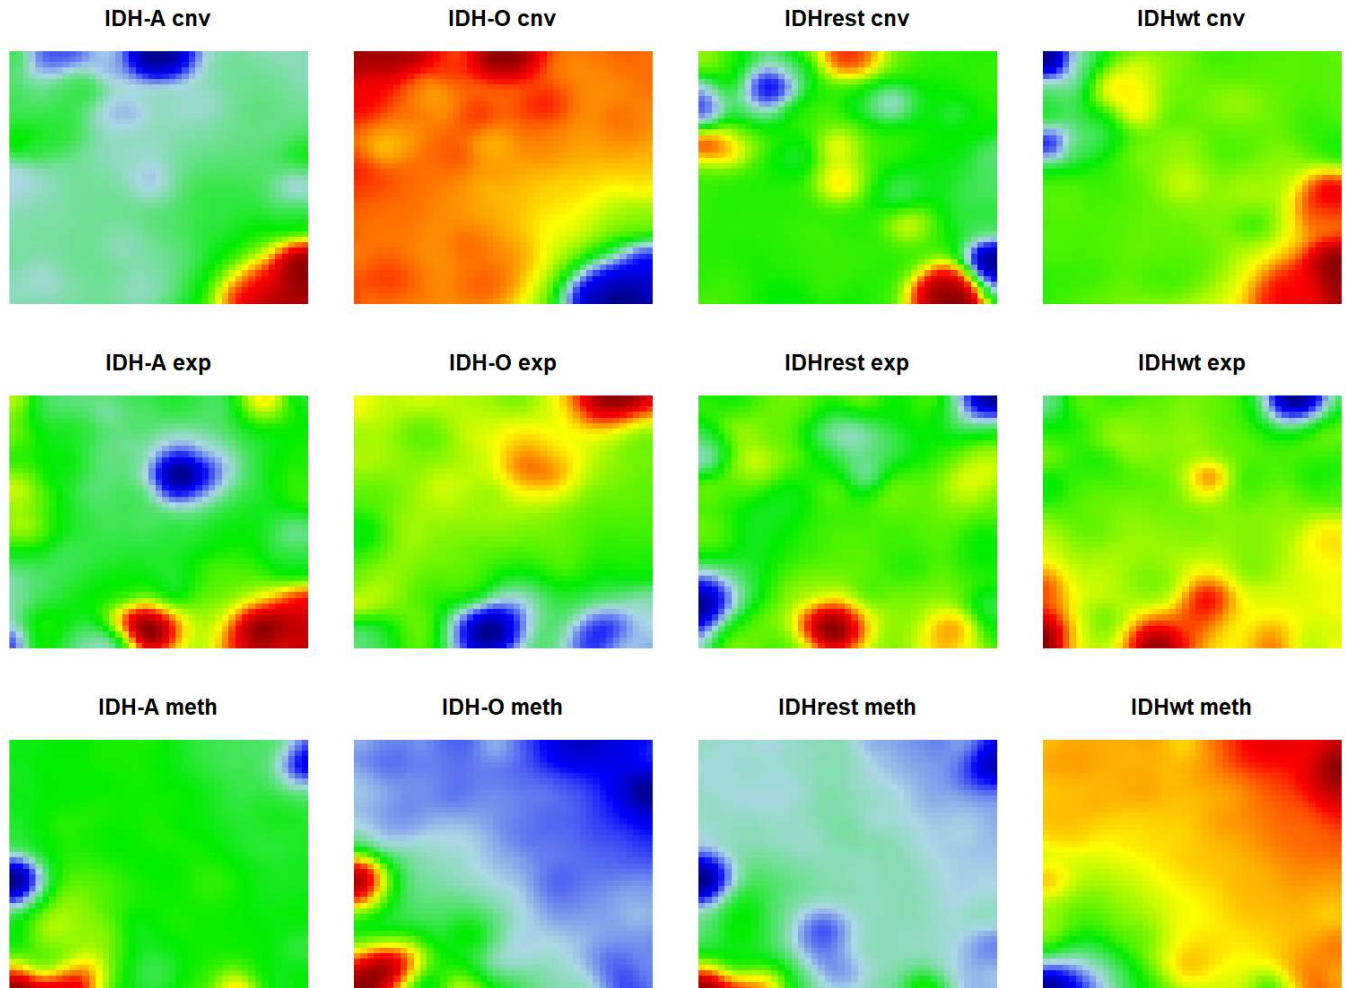 IDH-A cnv
IDH-O cnv
IDHrest cnv
IDHwt cnv
IDH-A exp
IDH-O exp
IDHrest exp
IDHwt exp
IDH-A meth
IDH-O meth
IDHrest meth
IDHwt meth